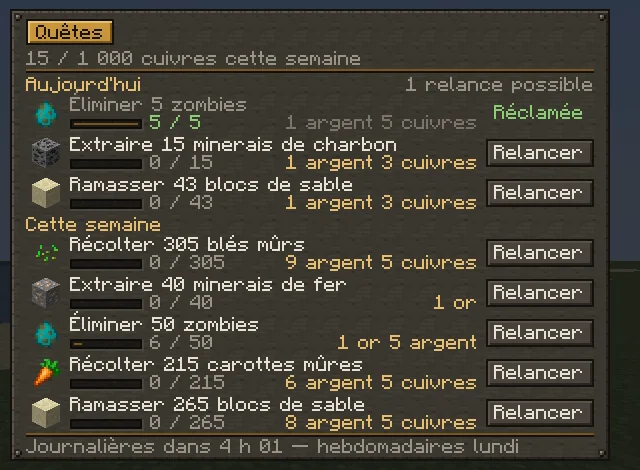 Quêtes
15 / 1 000 cuivres cette semaine
Aujourd'hui 1 relance possible
Éliminer 5 zombies
5 / 5 1 argent 5 cuivres Réclamée
Extraire 15 minerais de charbon
0 / 15 1 argent 3 cuivres Relancer
Ramasser 43 blocs de sable
0 / 43 1 argent 3 cuivres Relancer
Cette semaine
Récolter 305 blés mûrs
0 / 305 9 argent 5 cuivres Relancer
Extraire 40 minerais de fer
0 / 40 1 or Relancer
Éliminer 50 zombies
6 / 50 1 or 5 argent Relancer
Récolter 215 carottes mûres
0 / 215 6 argent 5 cuivres Relancer
Ramasser 265 blocs de sable
0 / 265 8 argent 5 cuivres Relancer
Journalières dans 4 h 01 — hebdomadaires lundi